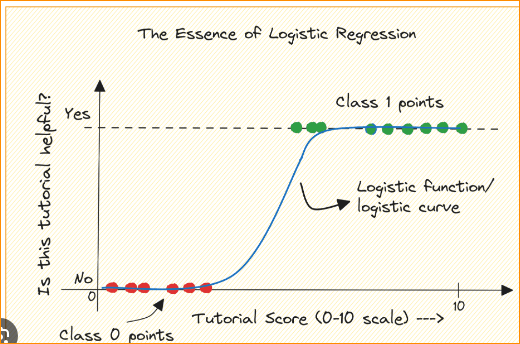 The Essence of Logistic Regression
Class 1 points
Yes
Is this tutorial helpful?
Logistic function/
logistic curve
No
0
10
Tutorial Score (0-10 scale) --->
Class 0 points